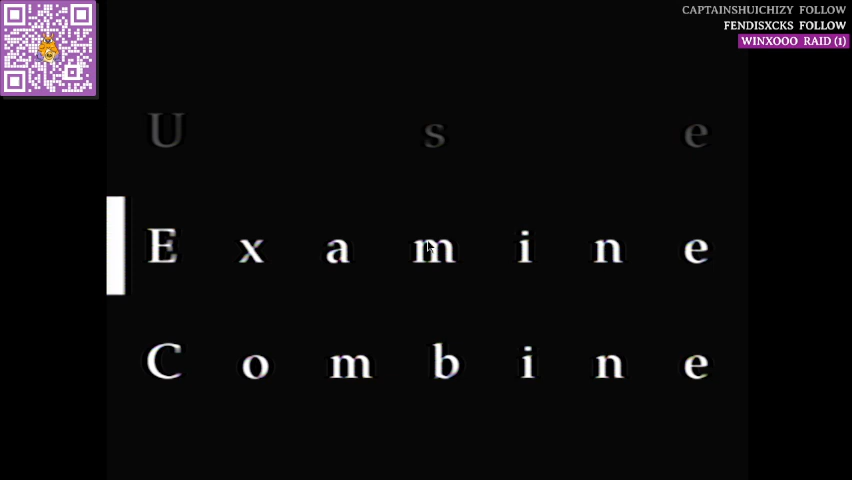 CAPTAINSHUICHIZY FOLLOW
FENDISXCKS FOLLOW
WINXOOO RAID (1)
Use
Examine
Combine